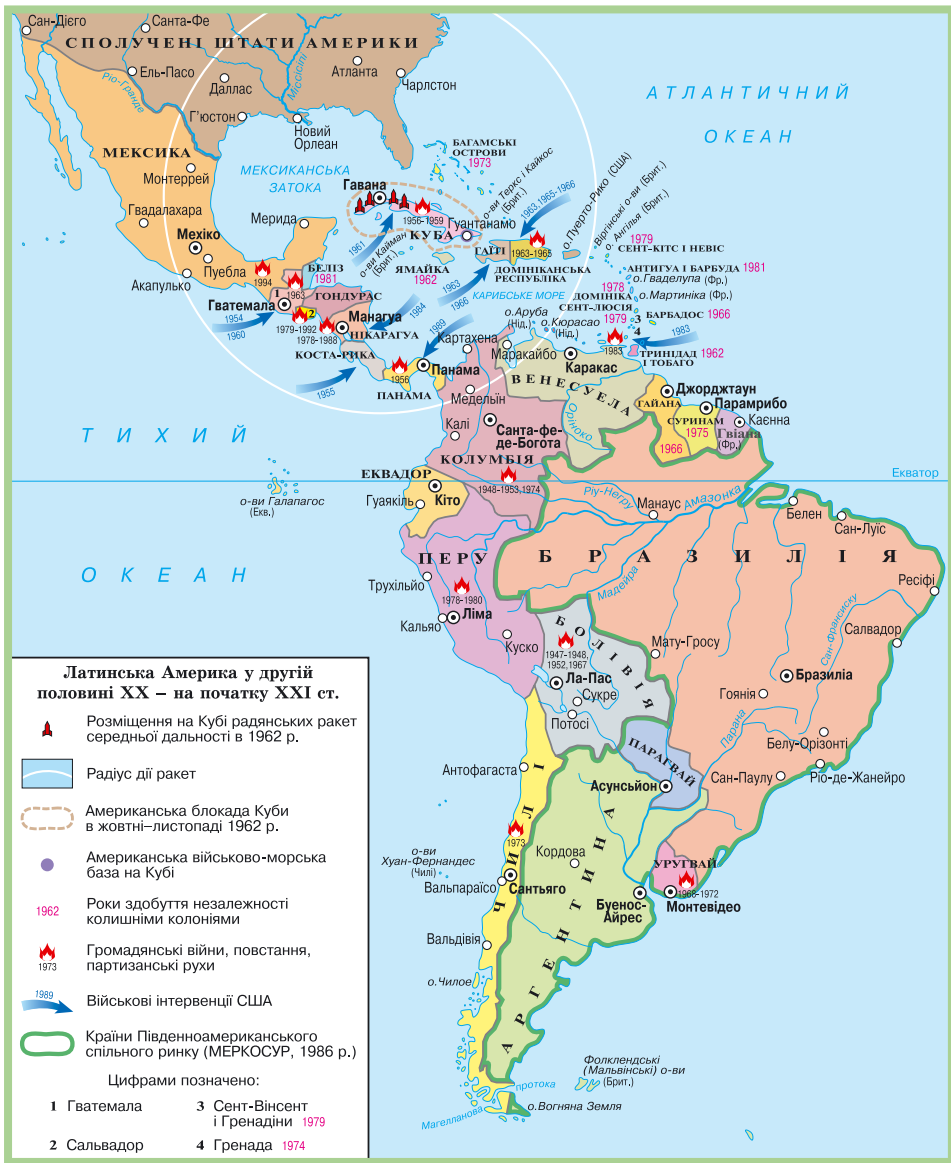 Сан-Дієго
Санта-Фе
СПОЛУЧЕНІ ШТАТИ АМЕРИКИ
Ель-Пасо
Даллас
Атланта
Чарлстон
Ріо-Гранде
Міссісіпі
Г'юстон
Новий
Орлеан
АТЛАНТИЧНИЙ
ОКЕАН
МЕКСИКА
Монтеррей
МЕКСИКАНСЬКА
ЗАТОКА
БАГАМСЬКІ
ОСТРОВИ
1973
Гавана
Гвадалахара
Мерида
1956-1959
Гуантанамо
КУБА
о-ви Теркс і Кайкос
(Брит.)
1963,1965-1966
о.Пуерто-Рико (США)
Віргінські о-ви (Брит.)
о. Ангілья (Брит.)
Мехіко
Пуебла
Акапулько
1994
1961
о-ви Кайман
(Брит.)
ГАЇТІ
1963-1965
1979
СЕНТ-КІТС І НЕВІС
БЕЛІЗ
1981
ЯМАЙКА
1962
1963
ДОМІНІКАНСЬКА
РЕСПУБЛІКА
АНТИГУА І БАРБУДА 1981
о.Гваделупа (Фр.)
1978
ДОМІНІКА
о.Мартиніка (Фр.)
КАРИБСЬКЕ МОРЕ
1
1963
ГОНДУРАС
Гватемала
2
Манагуа
НІКАРАГУА
1984
1966
1989
СЕНТ-ЛЮСІЯ
1979
3
4
БАРБАДОС 1966
1954
1960
1979-1992
1978-1988
о.Аруба
(Нід.)
о.Кюрасао
(Нід.)
1983
1983
ТРИНІДАД
І ТОБАГО
1962
КОСТА-РИКА
1955
1956
Панама
ПАНАМА
Картахена
Маракайбо
Каракас
ВЕНЕСУЕЛА
Оріноко
Медельїн
Калі
Санта-фе-
де-Богота
КОЛУМБІЯ
1948-1953,1974
Джорджтаун
ГАЙАНА
1966
Парамрибо
СУРИНАМ
1975
Каєнна
Гвіана
(Фр.)
ТИХИЙ
ОКЕАН
о-ви Галапагос
(Екв.)
ЕКВАДОР
Гуаякіль
Кіто
Екватор
Ріу-Негру
Манаус
Амазонка
Белен
Сан-Луїс
ПЕРУ
БРАЗИЛІЯ
Трухільйо
1978-1980
Ліма
Кальяо
Куско
Мадейра
Ресіфі
Сан-Франсиску
Салвадор
БОЛІВІЯ
1947-1948,
1952,1967
Мату-Гросу
Ла-Пас
Сукре
Потосі
Бразиліа
Гоянія
Парана
Белу-Орізонті
ПАРАГВАЙ
Антофагаста
Асунсьйон
Сан-Паулу
Ріо-де-Жанейро
ЧИЛІ
1973
АРГЕНТИНА
Кордова
о-ви
Хуан-Фернандес
(Чилі)
Вальпараїсо
Сантьяго
УРУГВАЙ
1968-1972
Буенос-
Айрес
Монтевідео
Вальдівія
о.Чилое
Фолклендські
(Мальвінські) о-ви
(Брит.)
Магелланова
протока
о.Вогняна Земля
Латинська Америка у другій
половині ХХ – на початку ХХІ ст.
Розміщення на Кубі радянських ракет
середньої дальності в 1962 р.
Радіус дії ракет
Американська блокада Куби
в жовтні–листопаді 1962 р.
Американська військово-морська
база на Кубі
1962
Роки здобуття незалежності
колишніми колоніями
1973
Громадянські війни, повстання,
партизанські рухи
1989
Військові інтервенції США
Країни Південноамериканського
спільного ринку (МЕРКОСУР, 1986 р.)
Цифрами позначено:
1 Гватемала
2 Сальвадор
3 Сент-Вінсент
і Гренадіни 1979
4 Гренада 1974